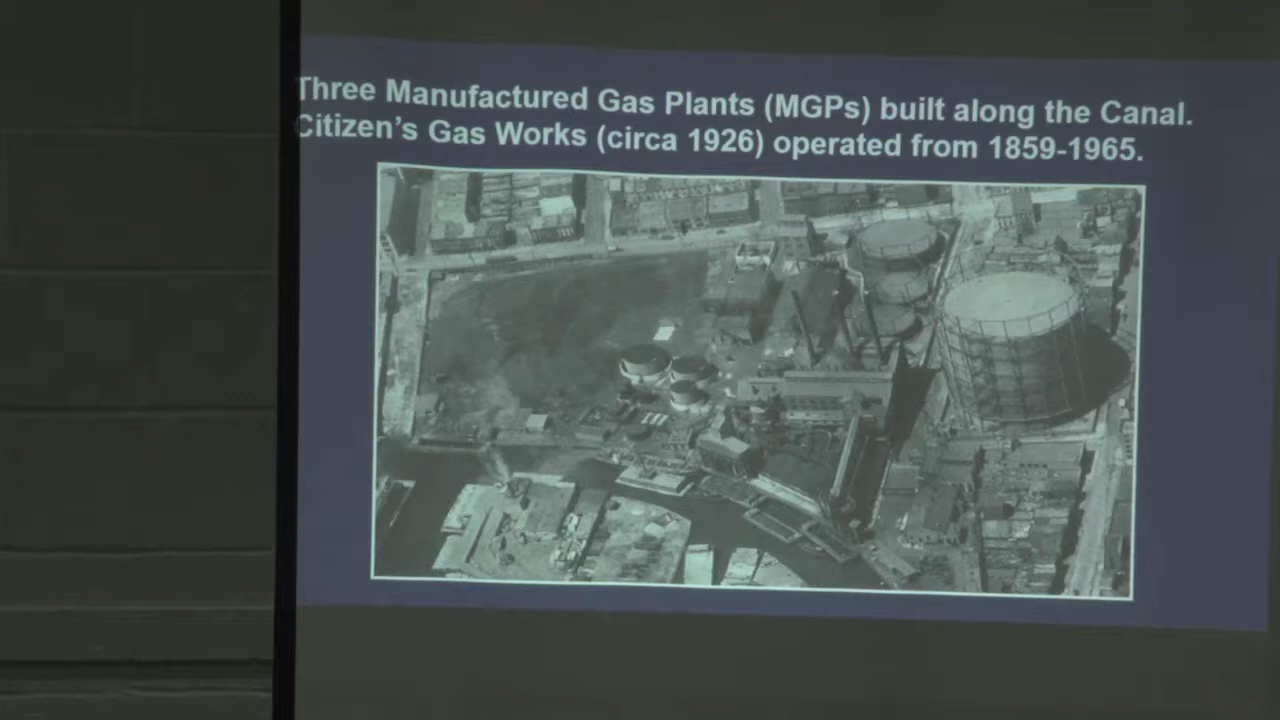 Three Manufactured Gas Plants (MGPs) built along the Canal.
Citizen's Gas Works (circa 1926) operated from 1859-1965.